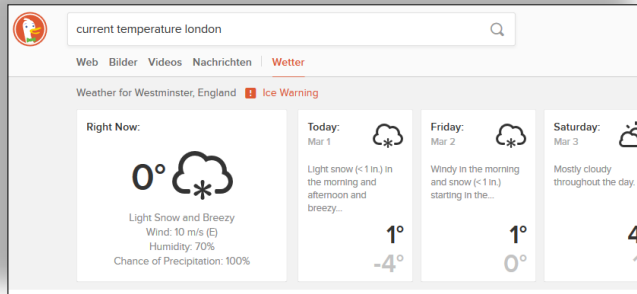 current temperature london
Web Bilder Videos Nachrichten Wetter
Weather for Westminster, England ! Ice Warning
Right Now:
0°
Light Snow and Breezy
Wind: 10 m/s (E)
Humidity: 70%
Chance of Precipitation: 100%
Today:
Mar 1
Light snow (< 1 in.) in
the morning and
afternoon and
breezy...
1°
-4°
Friday:
Mar 2
Windy in the morning
and snow (< 1 in.)
starting in the...
1°
0°
Saturday:
Mar 3
Mostly cloudy
throughout the day.